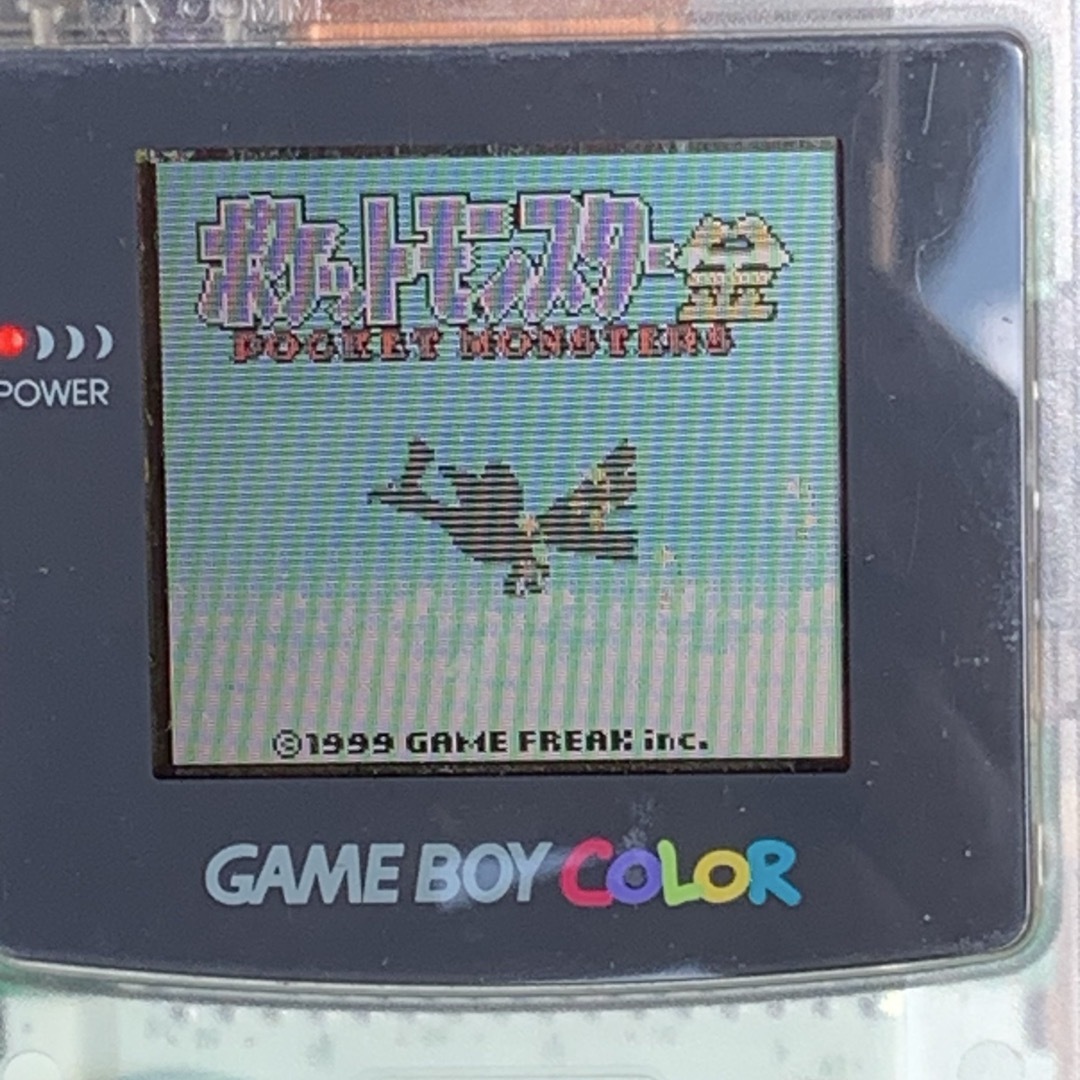 COMM.
ポケットモンスター金
POCKET MONSTERS
POWER
©1999 GAME FREAK inc.
GAME BOY COLOR